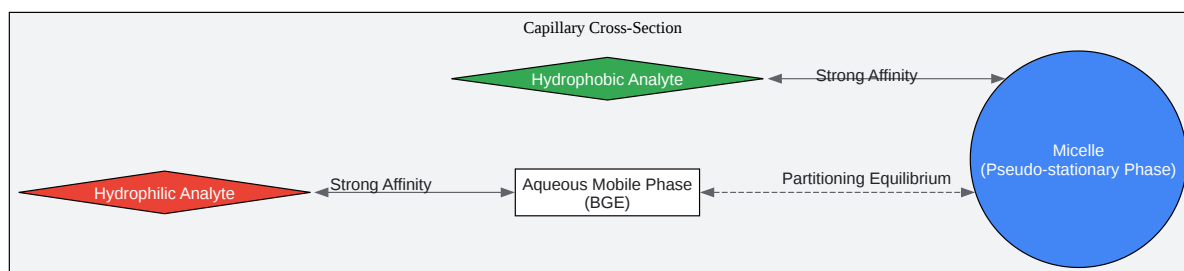 Capillary Cross-Section
Hydrophobic Analyte
Strong Affinity
Micelle
(Pseudo-stationary Phase)
Hydrophilic Analyte
Strong Affinity
Aqueous Mobile Phase
(BGE)
Partitioning Equilibrium